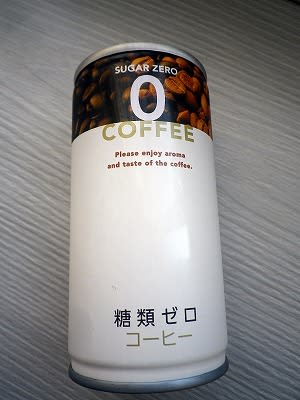 SUGAR ZERO
0
COFFEE
Please enjoy aroma
and taste of the coffee.
糖類ゼロ
コーヒー